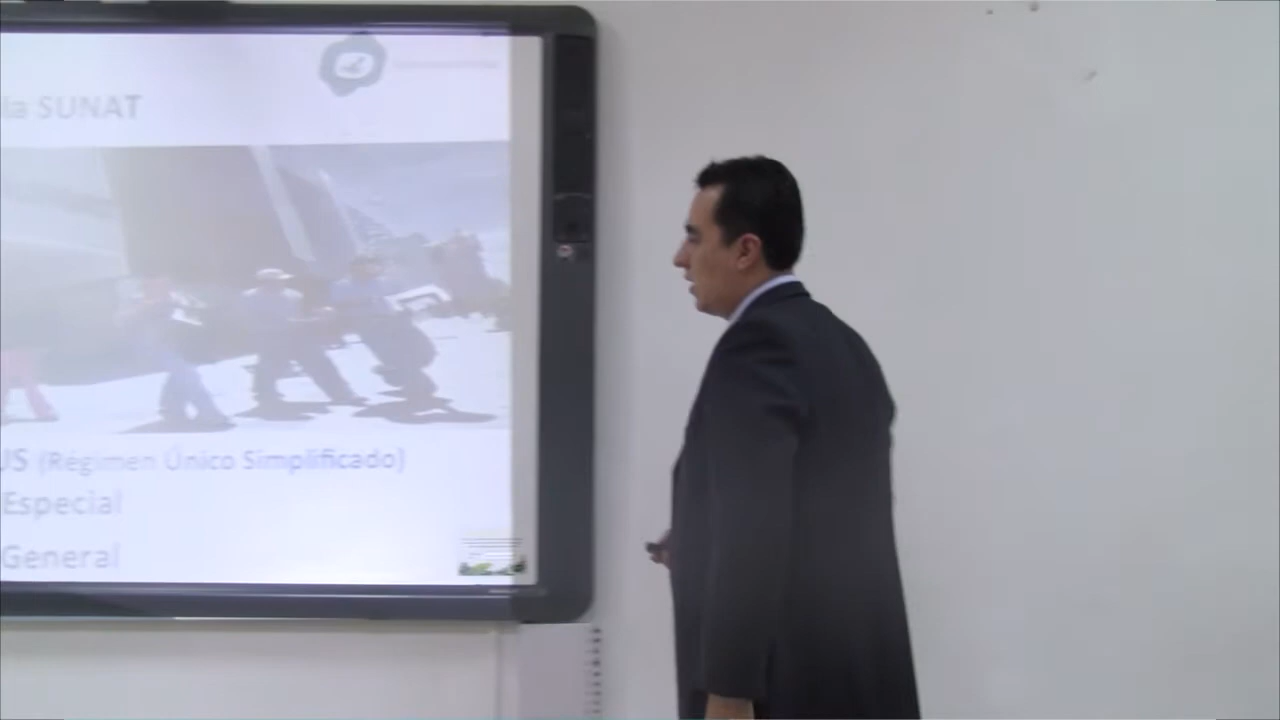 la SUNAT
US (Régimen Único Simplificado)
Especial
General